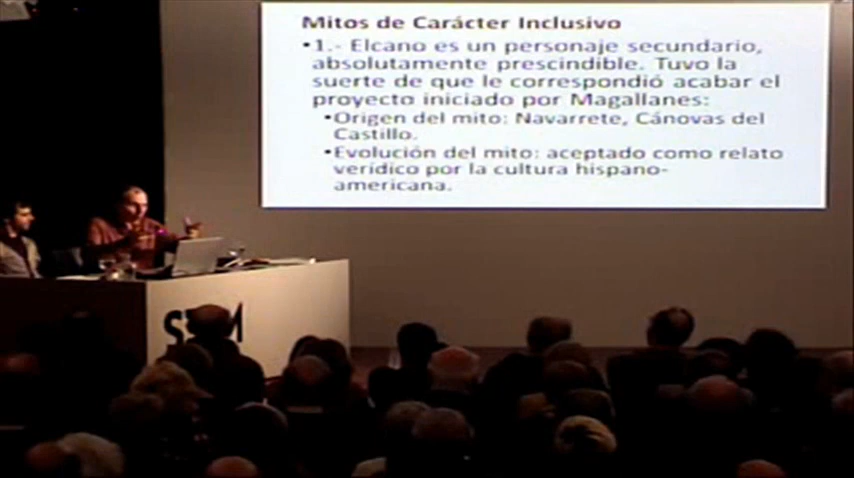 Mitos de Carácter Inclusivo
•1.- Elcano es un personaje secundario,
absolutamente prescindible. Tuvo la
suerte de que le correspondió acabar el
proyecto iniciado por Magallanes:
•Origen del mito: Navarrete, Cánovas del
Castillo.
•Evolución del mito: aceptado como relato
verídico por la cultura hispano-
americana.